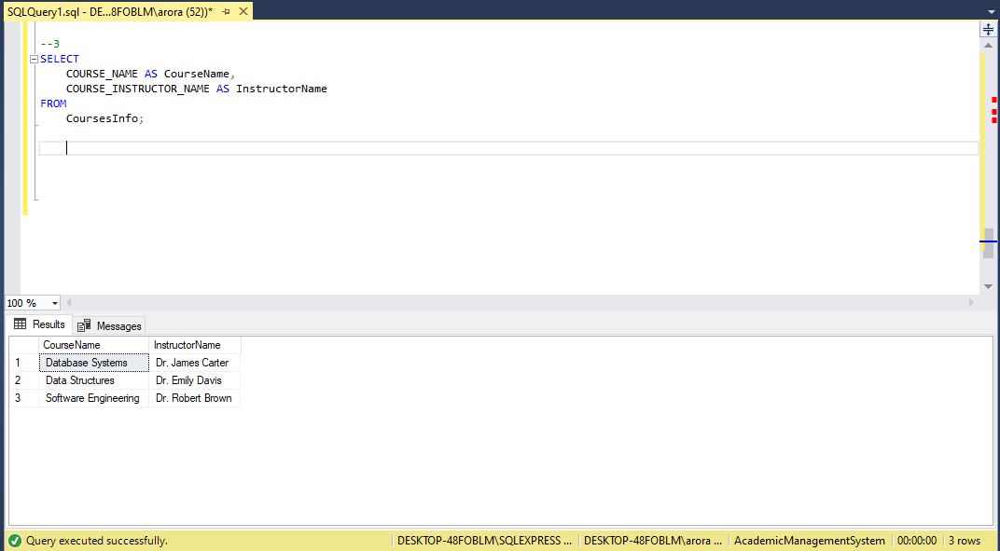 SQLQuery1.sql - DE...8FOBLM\arora (52))*
--3
SELECT
COURSE_NAME AS CourseName,
COURSE_INSTRUCTOR_NAME AS InstructorName
FROM
CoursesInfo;
100 %
Results Messages
CourseName InstructorName
1 Database Systems Dr. James Carter
2 Data Structures Dr. Emily Davis
3 Software Engineering Dr. Robert Brown
Query executed successfully. DESKTOP-48FOBLM\SQLEXPRESS ... DESKTOP-48FOBLM\arora ... AcademicManagementSystem 00:00:00 3 rows